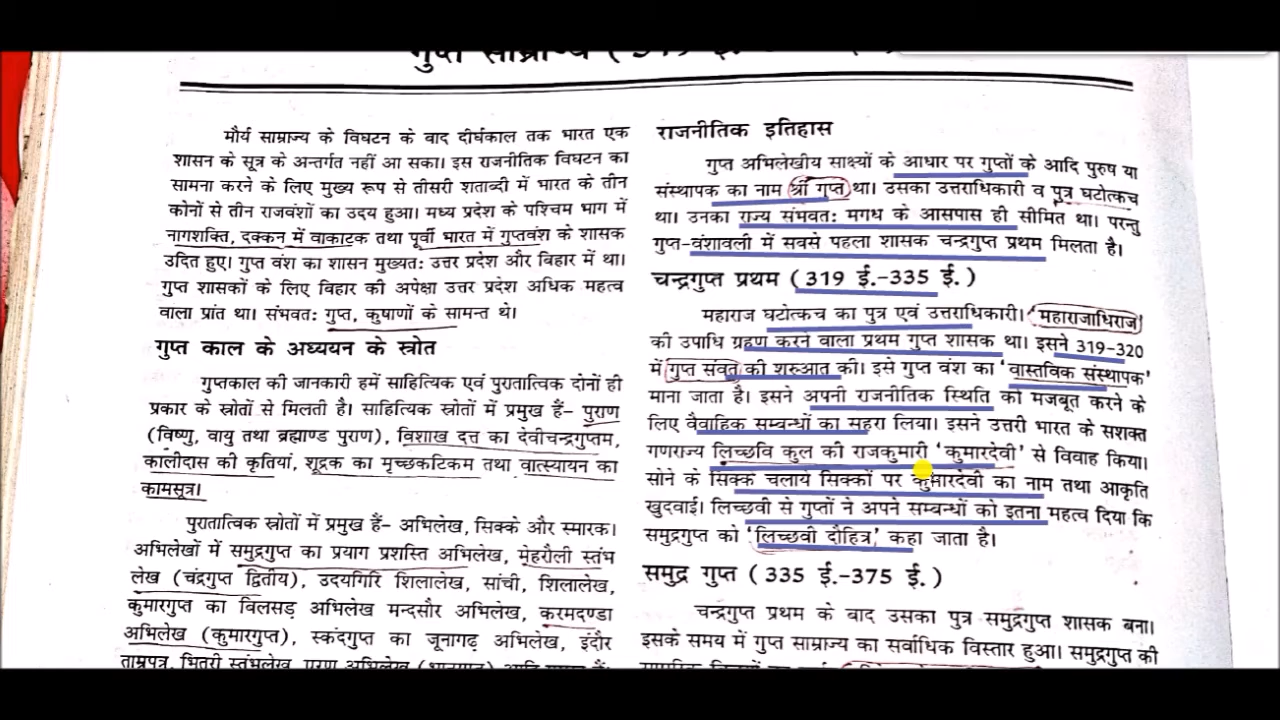 गुप्त साम्राज्य ( 319 ई.
मौर्य साम्राज्य के विघटन के बाद दीर्घकाल तक भारत एक
शासन के सूत्र के अन्तर्गत नहीं आ सका। इस राजनीतिक विघटन का
सामना करने के लिए मुख्य रूप से तीसरी शताब्दी में भारत के तीन
कोनों से तीन राजवंशों का उदय हुआ। मध्य प्रदेश के पश्चिम भाग में
नागशक्ति, दक्कन में वाकाटक तथा पूर्वी भारत में गुप्तवंश के शासक
उदित हुए। गुप्त वंश का शासन मुख्यत: उत्तर प्रदेश और बिहार में था।
गुप्त शासकों के लिए बिहार की अपेक्षा उत्तर प्रदेश अधिक महत्व
वाला प्रांत था। संभवत: गुप्त, कुषाणों के सामन्त थे।
गुप्त काल के अध्ययन के स्रोत
गुप्तकाल की जानकारी हमें साहित्यिक एवं पुरातात्विक दोनों ही
प्रकार के स्रोतों से मिलती है। साहित्यिक स्रोतों में प्रमुख हैं- पुराण
(विष्णु, वायु तथा ब्रह्माण्ड पुराण), विशाख दत्त का देवीचन्द्रगुप्तम,
कालीदास की कृतियां, शूद्रक का मृच्छकटिकम तथा वात्स्यायन का
कामसूत्र।
पुरातात्विक स्रोतों में प्रमुख हैं- अभिलेख, सिक्के और स्मारक।
अभिलेखों में समुद्रगुप्त का प्रयाग प्रशस्ति अभिलेख, मेहरौली स्तंभ
लेख (चंद्रगुप्त द्वितीय), उदयगिरि शिलालेख, सांची, शिलालेख,
कुमारगुप्त का बिलसड़ अभिलेख मन्दसौर अभिलेख, करमदण्डा
अभिलेख (कुमारगुप्त), स्कंदगुप्त का जूनागढ़ अभिलेख, इंदौर
ताम्रपत्र, भितरी स्तंभलेख, एरण अभिलेख (भानुगुप्त) आदि
राजनीतिक इतिहास
गुप्त अभिलेखीय साक्ष्यों के आधार पर गुप्तों के आदि पुरुष या
संस्थापक का नाम श्री गुप्त था। उसका उत्तराधिकारी व पुत्र घटोत्कच
था। उनका राज्य संभवत: मगध के आसपास ही सीमित था। परन्तु
गुप्त-वंशावली में सबसे पहला शासक चन्द्रगुप्त प्रथम मिलता है।
चन्द्रगुप्त प्रथम ( 319 ई.-335 ई. )
महाराज घटोत्कच का पुत्र एवं उत्तराधिकारी। 'महाराजाधिराज'
की उपाधि ग्रहण करने वाला प्रथम गुप्त शासक था। इसने 319-320
में गुप्त संवत की शरुआत की। इसे गुप्त वंश का 'वास्तविक संस्थापक'
माना जाता है। इसने अपनी राजनीतिक स्थिति को मजबूत करने के
लिए वैवाहिक सम्बन्धों का सहरा लिया। इसने उत्तरी भारत के सशक्त
गणराज्य लिच्छवि कुल की राजकुमारी 'कुमारदेवी' से विवाह किया।
सोने के सिक्के चलाये सिक्कों पर कुमारदेवी का नाम तथा आकृति
खुदवाई। लिच्छवी से गुप्तों ने अपने सम्बन्धों को इतना महत्व दिया कि
समुद्रगुप्त को 'लिच्छवी दौहित्र' कहा जाता है।
समुद्र गुप्त ( 335 ई.-375 ई. )
चन्द्रगुप्त प्रथम के बाद उसका पुत्र समुद्रगुप्त शासक बना।
इसके समय में गुप्त साम्राज्य का सर्वाधिक विस्तार हुआ। समुद्रगुप्त की